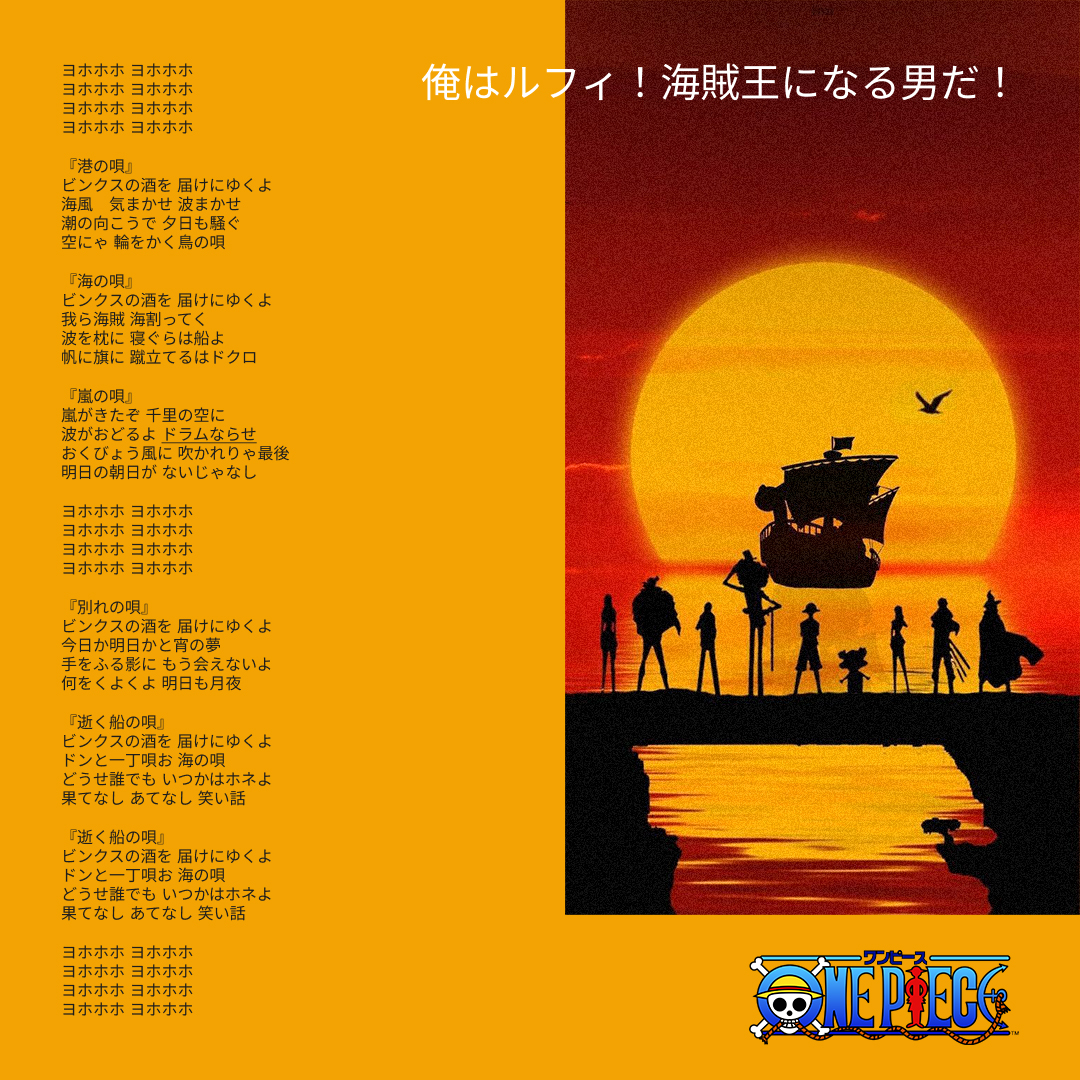 俺はルフィ！海賊王になる男だ！
ヨホホホ ヨホホホ
ヨホホホ ヨホホホ
ヨホホホ ヨホホホ
ヨホホホ ヨホホホ
『港の唄』
ビンクスの酒を 届けにゆくよ
海風　気まかせ 波まかせ
潮の向こうで 夕日も騒ぐ
空にゃ 輪をかく鳥の唄
『海の唄』
ビンクスの酒を 届けにゆくよ
我ら海賊 海割ってく
波を枕に 寝ぐらは船よ
帆に旗に 蹴立てるはドクロ
『嵐の唄』
嵐がきたぞ 千里の空に
波がおどるよ ドラムならせ
おくびょう風に 吹かれりゃ最後
明日の朝日が ないじゃなし
ヨホホホ ヨホホホ
ヨホホホ ヨホホホ
ヨホホホ ヨホホホ
ヨホホホ ヨホホホ
『別れの唄』
ビンクスの酒を 届けにゆくよ
今日か明日かと宵の夢
手をふる影に もう会えないよ
何をくよくよ 明日も月夜
『逝く船の唄』
ビンクスの酒を 届けにゆくよ
ドンと一丁唄お 海の唄
どうせ誰でも いつかはホネよ
果てなし あてなし 笑い話
『逝く船の唄』
ビンクスの酒を 届けにゆくよ
ドンと一丁唄お 海の唄
どうせ誰でも いつかはホネよ
果てなし あてなし 笑い話
ヨホホホ ヨホホホ
ヨホホホ ヨホホホ
ヨホホホ ヨホホホ
ヨホホホ ヨホホホ
ワンピース
ONE PIECE
™